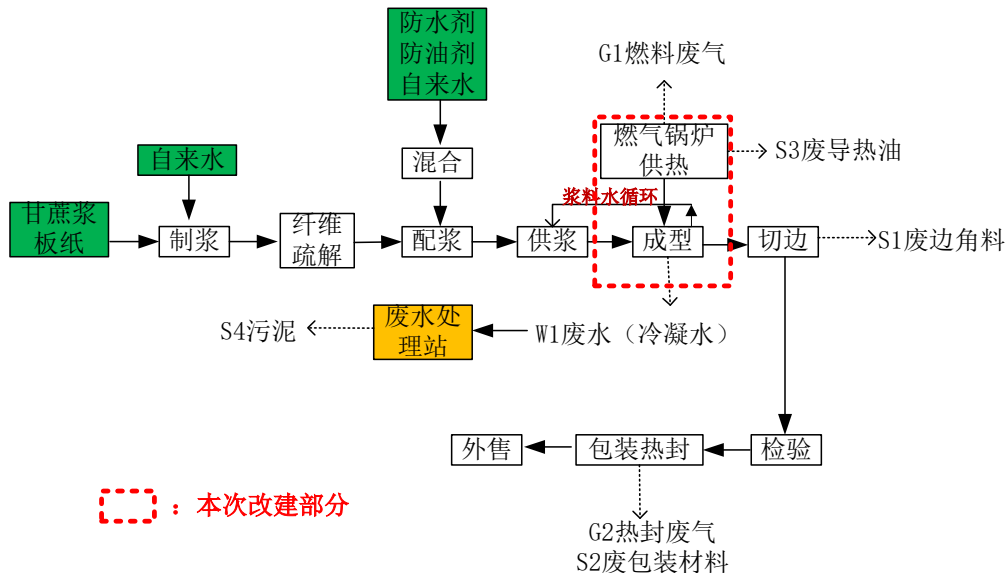 防水剂
防油剂
自来水
G1燃料废气
燃气锅炉
供热
S3废导热油
自来水
混合
浆料水循环
甘蔗浆
板纸
制浆
纤维
疏解
配浆
供浆
成型
切边
S1废边角料
S4污泥
废水处
理站
W1废水（冷凝水）
外售
包装热封
检验
：本次改建部分
G2热封废气
S2废包装材料